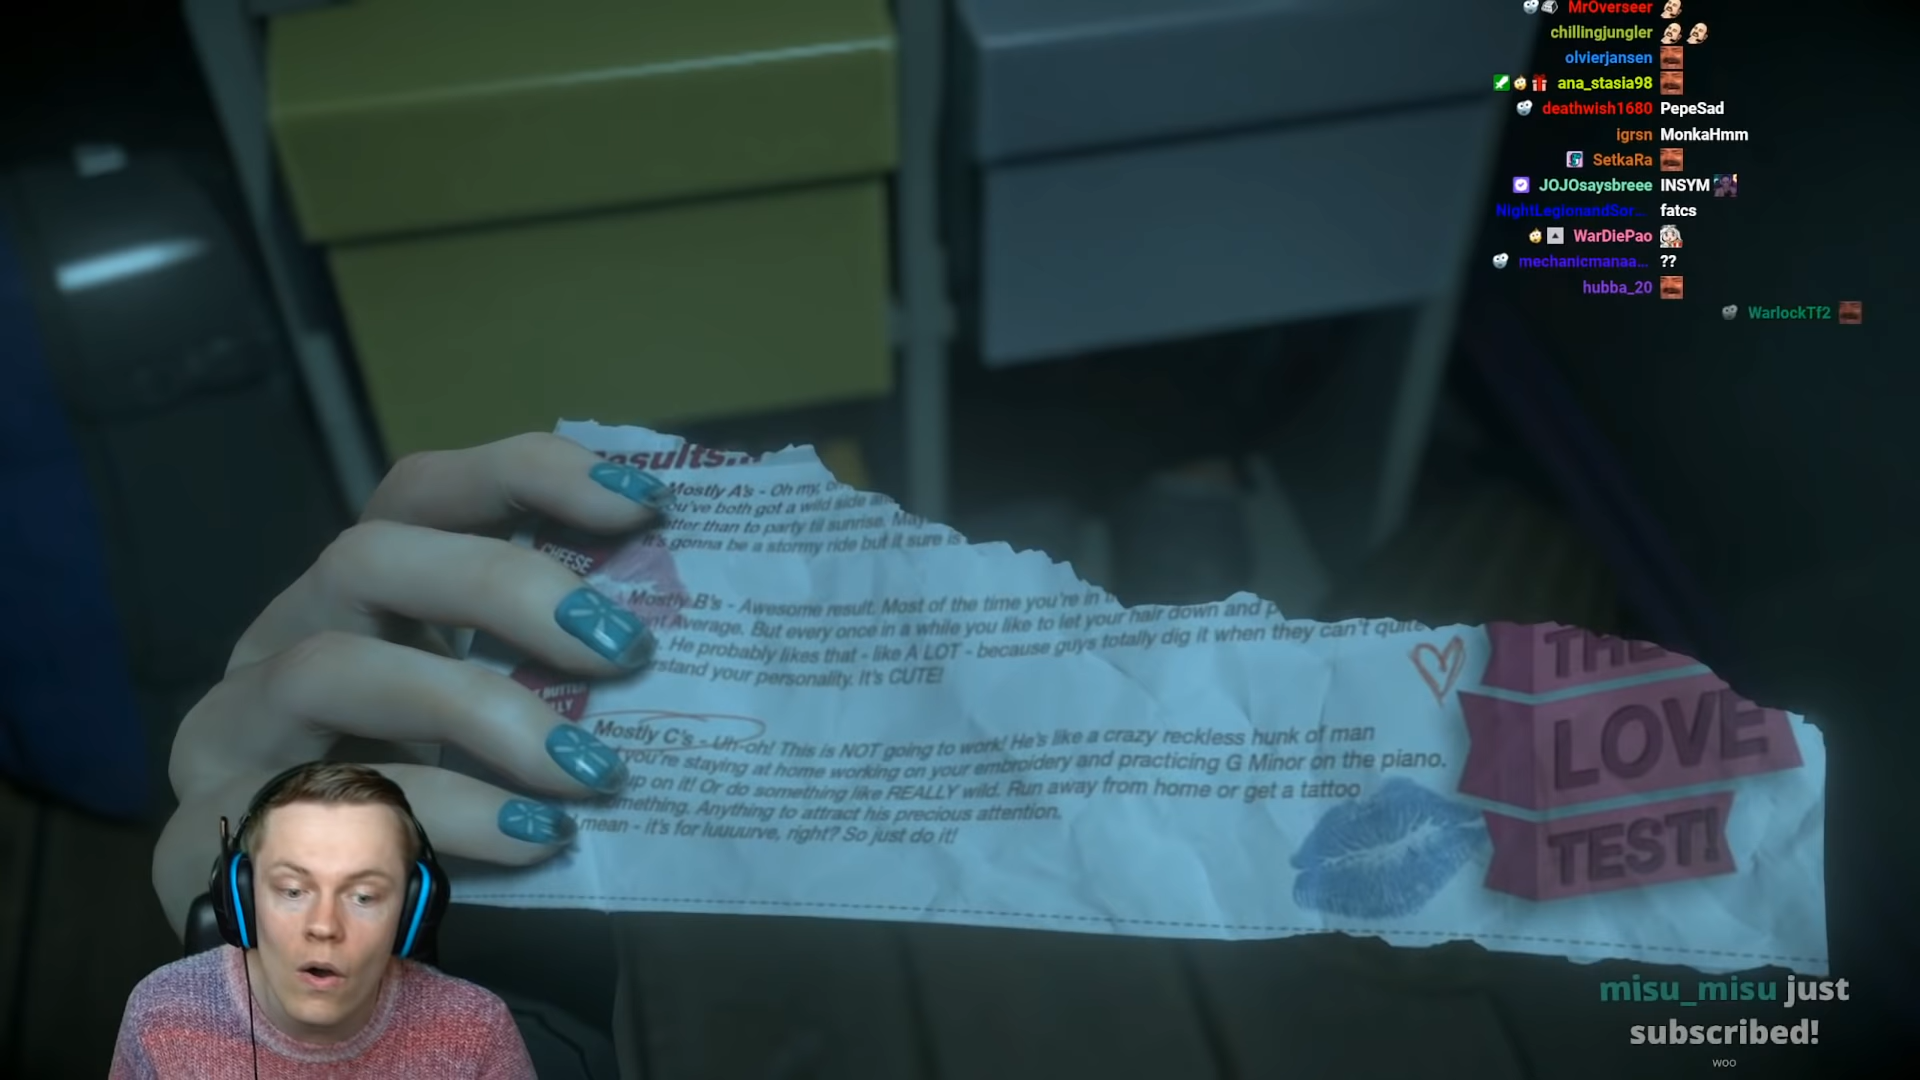 MrOverseer
chillingjungler
olvierjansen
ana_stasia98
deathwish1680 PepeSad
igrsn MonkaHmm
SetkaRa
JOJOsaysbreee INSYM
NightLegionandSor... fatcs
WarDiePao
mechanicmanaa... ??
hubba_20
WarlockTf2
esults...
Mostly A's - Oh my,
ou've both got a wild side
tter than to party til sunrise. May
It's gonna be a stormy ride but it sure is
CHEESE
Mostly B's - Awesome result. Most of the time you're in
int Average. But every once in a while you like to let your hair down and p
. He probably likes that - like A LOT - because guys totally dig it when they can't quite
rstand your personality. It's CUTE!
BUTTER
LLY
Mostly C's - Uh-oh! This is NOT going to work! He's like a crazy reckless hunk of man
you're staying at home working on your embroidery and practicing G Minor on the piano.
up on it! Or do something like REALLY wild. Run away from home or get a tattoo
omething. Anything to attract his precious attention.
mean - it's for luuuurve, right? So just do it!
THE
LOVE
TEST!
misu_misu just
subscribed!
woo